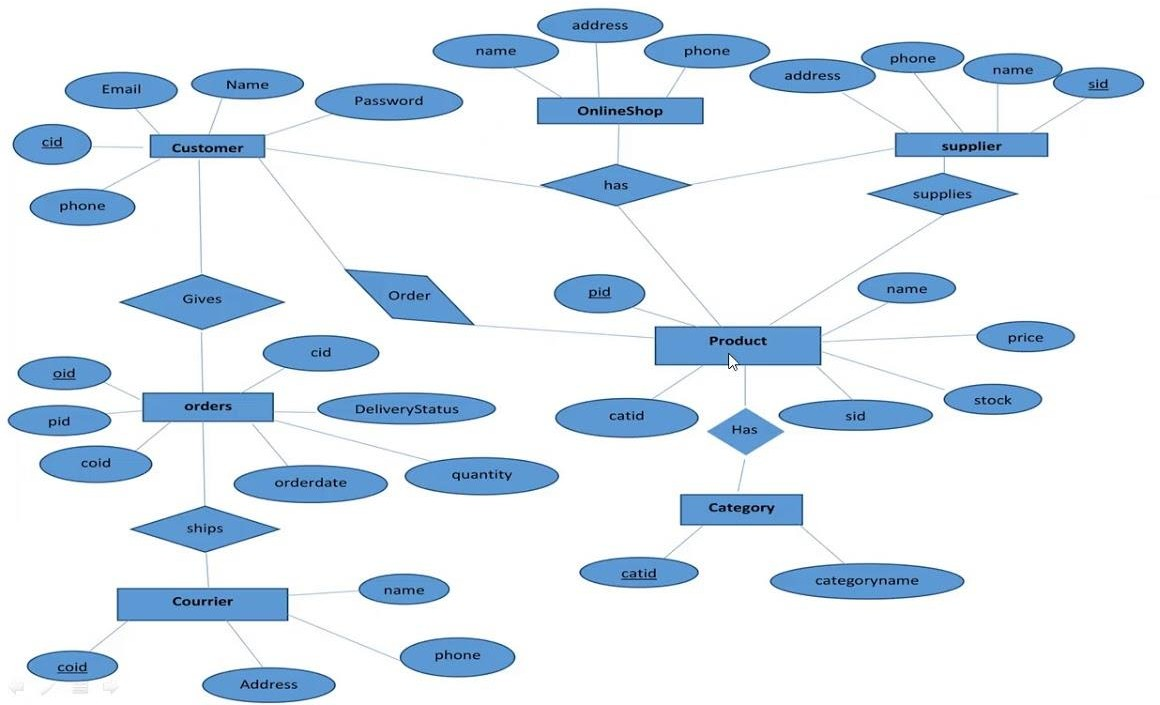 address
name
phone
phone
name
address
sid
Email
Name
Password
OnlineShop
cid
Customer
supplier
has
supplies
phone
name
pid
Order
Gives
price
Product
cid
oid
stock
orders
DeliveryStatus
catid
sid
pid
Has
coid
quantity
orderdate
Category
ships
catid
categoryname
name
Courrier
phone
coid
Address